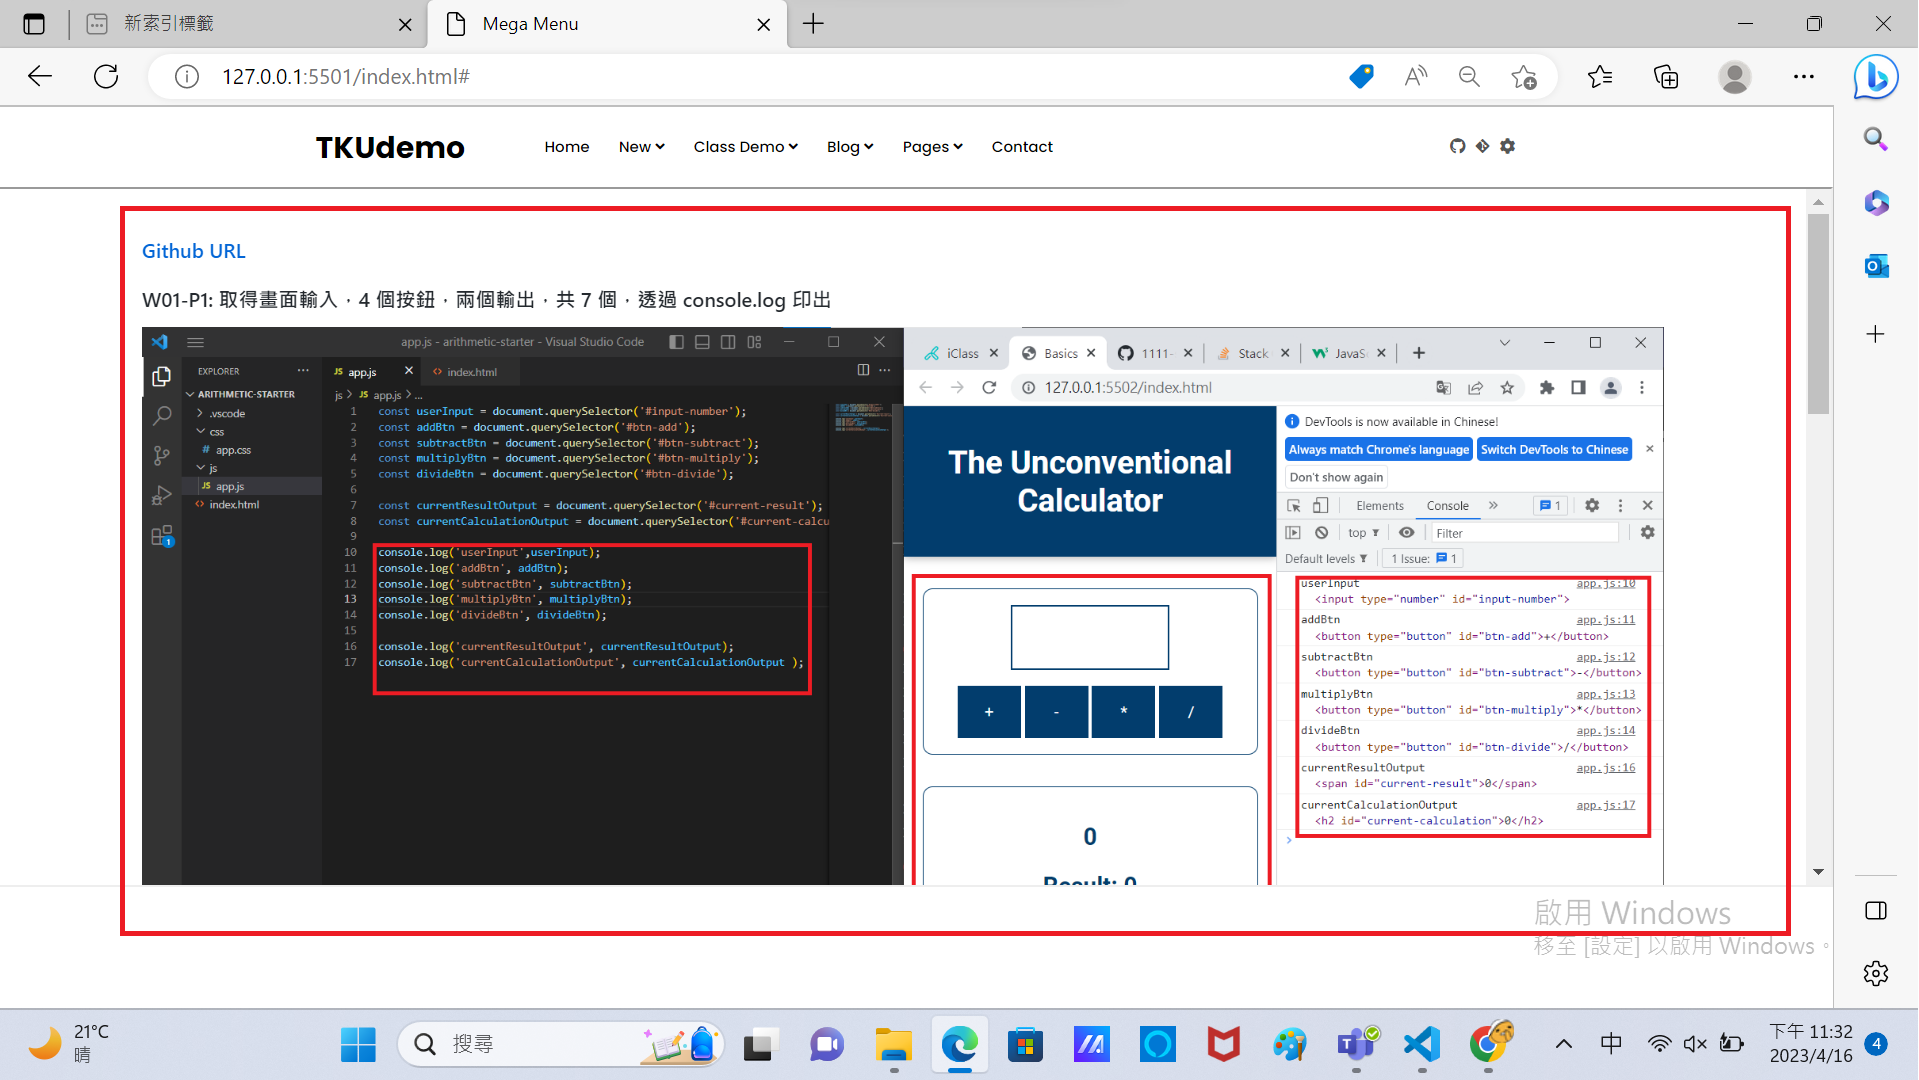 新索引標籤
Mega Menu
127.0.0.1:5501/index.html#
TKUdemo
Home
New
Class Demo
Blog
Pages
Contact
Github URL
W01-P1: 取得畫面輸入，4 個按鈕，兩個輸出，共 7 個，透過 console.log 印出
app.js - arithmetic-starter - Visual Studio Code
EXPLORER
ARITHMETIC-STARTER
.vscode
css
# app.css
js
JS app.js
<> index.html
1
JS app.js
<> index.html
js > JS app.js > ...
1 const userInput = document.querySelector('#input-number');
2 const addBtn = document.querySelector('#btn-add');
3 const subtractBtn = document.querySelector('#btn-subtract');
4 const multiplyBtn = document.querySelector('#btn-multiply');
5 const divideBtn = document.querySelector('#btn-divide');
6
7 const currentResultOutput = document.querySelector('#current-result');
8 const currentCalculationOutput = document.querySelector('#current-calcu
9
10 console.log('userInput',userInput);
11 console.log('addBtn', addBtn);
12 console.log('subtractBtn', subtractBtn);
13 console.log('multiplyBtn', multiplyBtn);
14 console.log('divideBtn', divideBtn);
15
16 console.log('currentResultOutput', currentResultOutput);
17 console.log('currentCalculationOutput', currentCalculationOutput );
iClass
Basics
1111-
Stack
JavaSc
127.0.0.1:5502/index.html
The Unconventional
Calculator
+ - * /
0
Result: 0
DevTools is now available in Chinese!
Always match Chrome's language
Switch DevTools to Chinese
Don't show again
Elements
Console
1
top
Filter
Default levels
1 Issue: 1
userInput app.js:10
<input type="number" id="input-number">
addBtn app.js:11
<button type="button" id="btn-add">+</button>
subtractBtn app.js:12
<button type="button" id="btn-subtract">-</button>
multiplyBtn app.js:13
<button type="button" id="btn-multiply">*</button>
divideBtn app.js:14
<button type="button" id="btn-divide">/</button>
currentResultOutput app.js:16
<span id="current-result">0</span>
currentCalculationOutput app.js:17
<h2 id="current-calculation">0</h2>
啟用 Windows
移至 [設定] 以啟用 Windows。
21°C
晴
搜尋
中
下午 11:32
2023/4/16
4